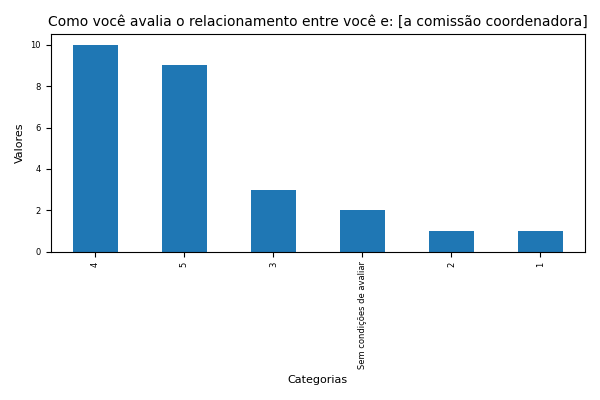 Como você avalia o relacionamento entre você e: [a comissão coordenadora]
Valores
10
8
6
4
2
0
4
5
3
Sem condições de avaliar
2
1
Categorias